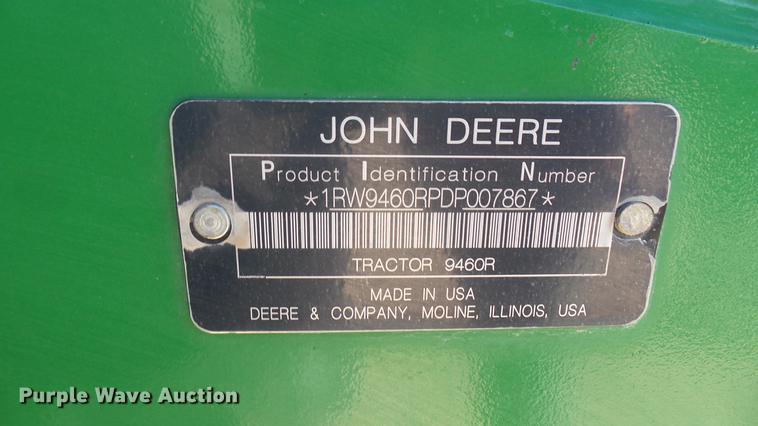 JOHN DEERE
Product Identification Number
*1RW9460RPDP007867*
TRACTOR 9460R
MADE IN USA
DEERE & COMPANY, MOLINE, ILLINOIS, USA
Purple Wave Auction